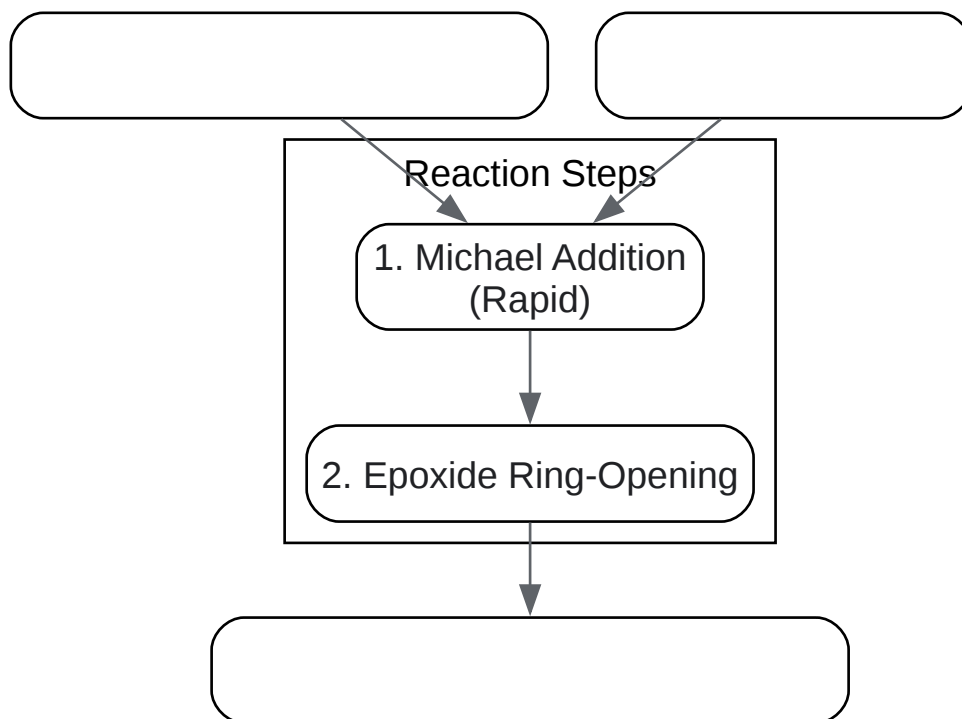 Reaction Steps
1. Michael Addition
(Rapid)
2. Epoxide Ring-Opening